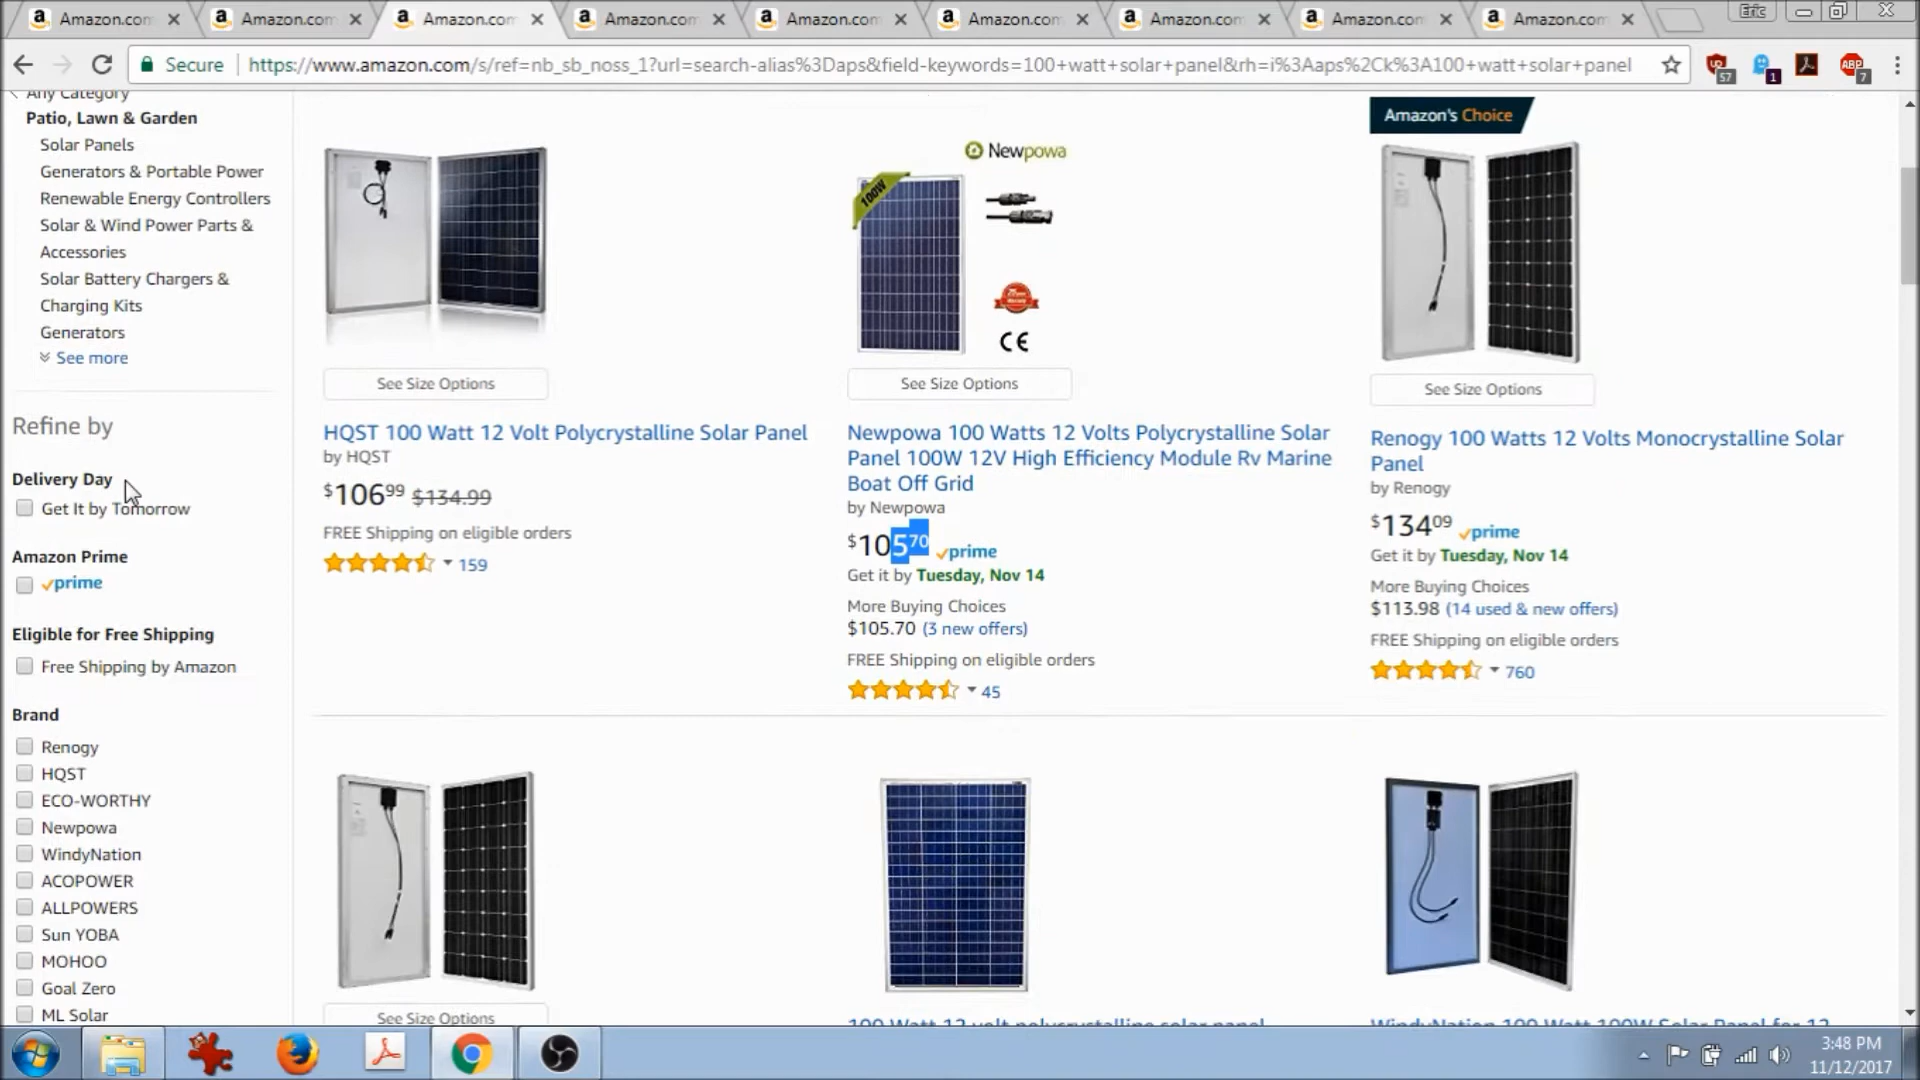 Amazon.com
Amazon.com
Amazon.com
Amazon.com
Amazon.com
Amazon.com
Amazon.com
Amazon.com
Amazon.com
Eric
Secure
https://www.amazon.com/s/ref=nb_sb_noss_1?url=search-alias%3Daps&field-keywords=100+watt+solar+panel&rh=i%3Aaps%2Ck%3A100+watt+solar+panel
57
1
ABP
7
Any Category
Patio, Lawn & Garden
Solar Panels
Generators & Portable Power
Renewable Energy Controllers
Solar & Wind Power Parts &
Accessories
Solar Battery Chargers &
Charging Kits
Generators
See more
Refine by
Delivery Day
Get It by Tomorrow
Amazon Prime
prime
Eligible for Free Shipping
Free Shipping by Amazon
Brand
Renogy
HQST
ECO-WORTHY
Newpowa
WindyNation
ACOPOWER
ALLPOWERS
Sun YOBA
MOHOO
Goal Zero
ML Solar
See Size Options
HQST 100 Watt 12 Volt Polycrystalline Solar Panel
by HQST
$106.99 $134.99
FREE Shipping on eligible orders
159
Newpowa
100W
CE
See Size Options
Newpowa 100 Watts 12 Volts Polycrystalline Solar
Panel 100W 12V High Efficiency Module Rv Marine
Boat Off Grid
by Newpowa
$105.70 prime
Get it by Tuesday, Nov 14
More Buying Choices
$105.70 (3 new offers)
FREE Shipping on eligible orders
45
Amazon's Choice
See Size Options
Renogy 100 Watts 12 Volts Monocrystalline Solar
Panel
by Renogy
$134.09 prime
Get it by Tuesday, Nov 14
More Buying Choices
$113.98 (14 used & new offers)
FREE Shipping on eligible orders
760
See Size Options
100 Watt 12 volt polycrystalline solar panel
WindyNation 100 Watt 100W Solar Panel for 12
3:48 PM
11/12/2017